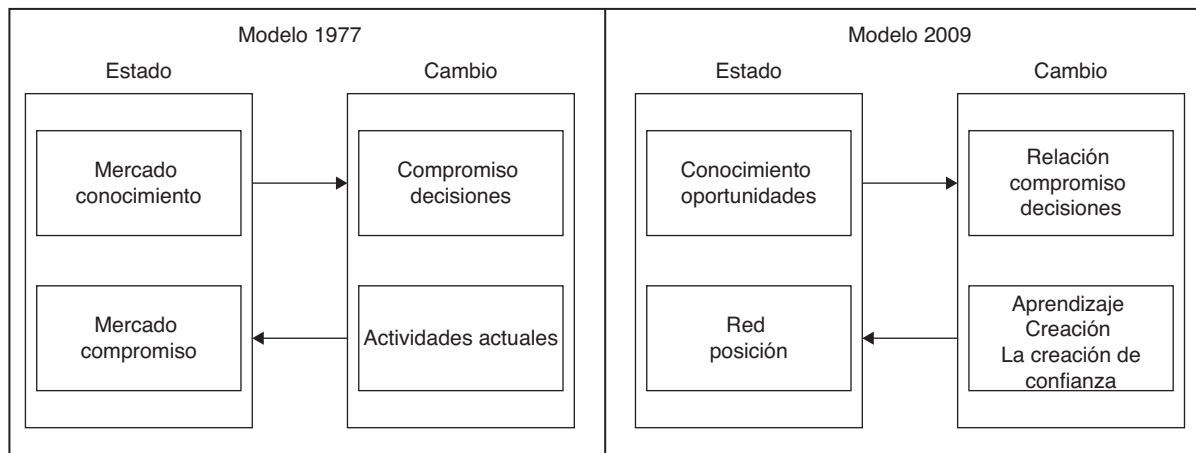 Modelo 1977
Estado
Cambio
Mercado
conocimiento
Compromiso
decisiones
Mercado
compromiso
Actividades actuales
Modelo 2009
Estado
Cambio
Conocimiento
oportunidades
Relación
compromiso
decisiones
Red
posición
Aprendizaje
Creación
La creación de
confianza